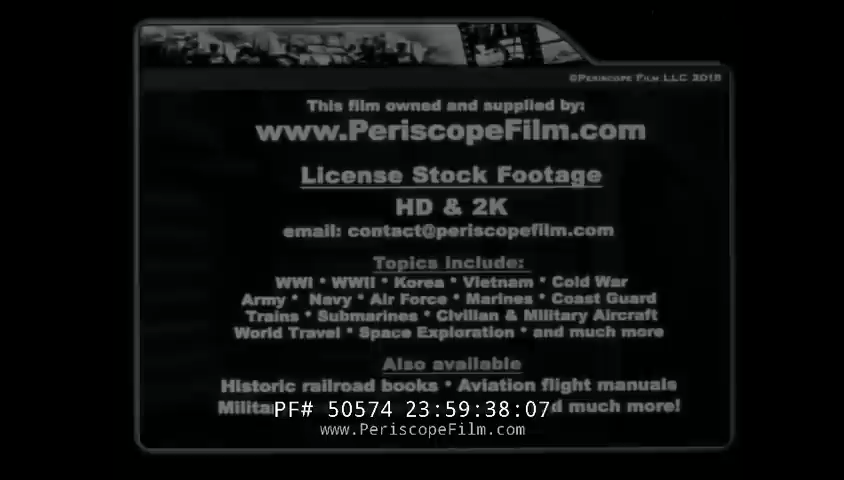 ©Periscope Film LLC 2018
This film owned and supplied by:
www.PeriscopeFilm.com
License Stock Footage
HD & 2K
email: contact@periscopefilm.com
Topics include:
WWI * WWII * Korea * Vietnam * Cold War
Army * Navy * Air Force * Marines * Coast Guard
Trains * Submarines * Civilian & Military Aircraft
World Travel * Space Exploration * and much more
Also available
Historic railroad books * Aviation flight manuals
much more!
PF# 50574 23:59:38:07
www.PeriscopeFilm.com